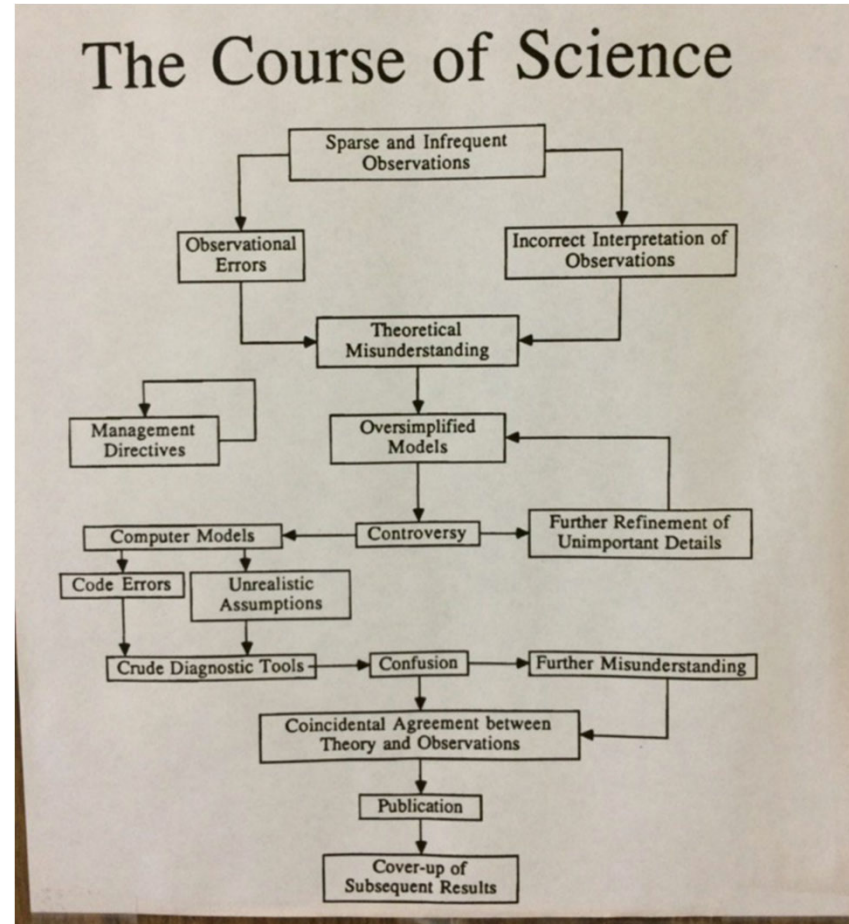 The Course of Science
Sparse and Infrequent
Observations
Observational
Errors
Incorrect Interpretation of
Observations
Theoretical
Misunderstanding
Management
Directives
Oversimplified
Models
Computer Models
Controversy
Further Refinement of
Unimportant Details
Code Errors
Unrealistic
Assumptions
Crude Diagnostic Tools
Confusion
Further Misunderstanding
Coincidental Agreement between
Theory and Observations
Publication
Cover-up of
Subsequent Results